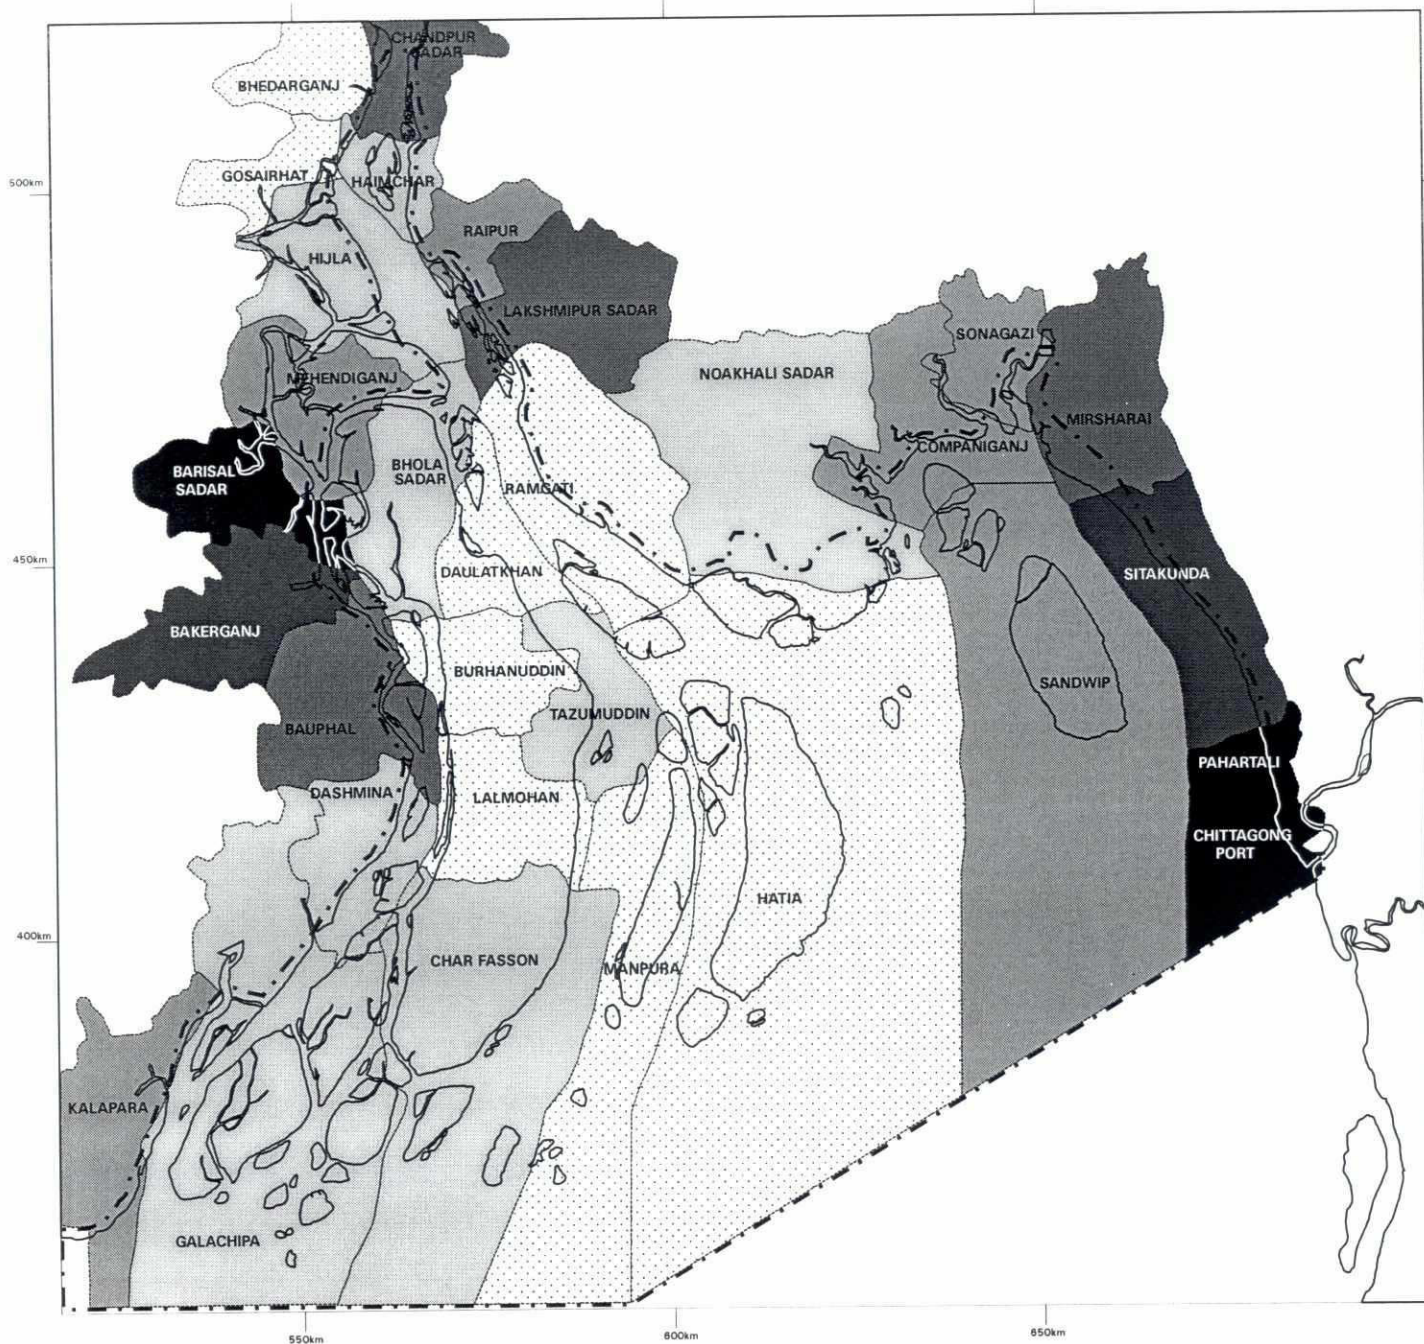 CHANDPUR
SADAR
BHEDARGANJ
GOSAIRHAT
HAIMCHAR
500km
RAIPUR
HIJLA
LAKSHMIPUR SADAR
SONAGAZI
MEHENDIGANJ
NOAKHALI SADAR
MIRSHARAI
COMPANIGANJ
BARISAL
SADAR
BHOLA
SADAR
RAMGATI
450km
DAULATKHAN
SITAKUNDA
BAKERGANJ
BURHANUDDIN
SANDWIP
TAZUMUDDIN
BAUPHAL
PAHARTALI
DASHMINA
LALMOHAN
CHITTAGONG
PORT
HATIA
400km
CHAR FASSON
MANPURA
KALAPARA
GALACHIPA
550km
600km
650km